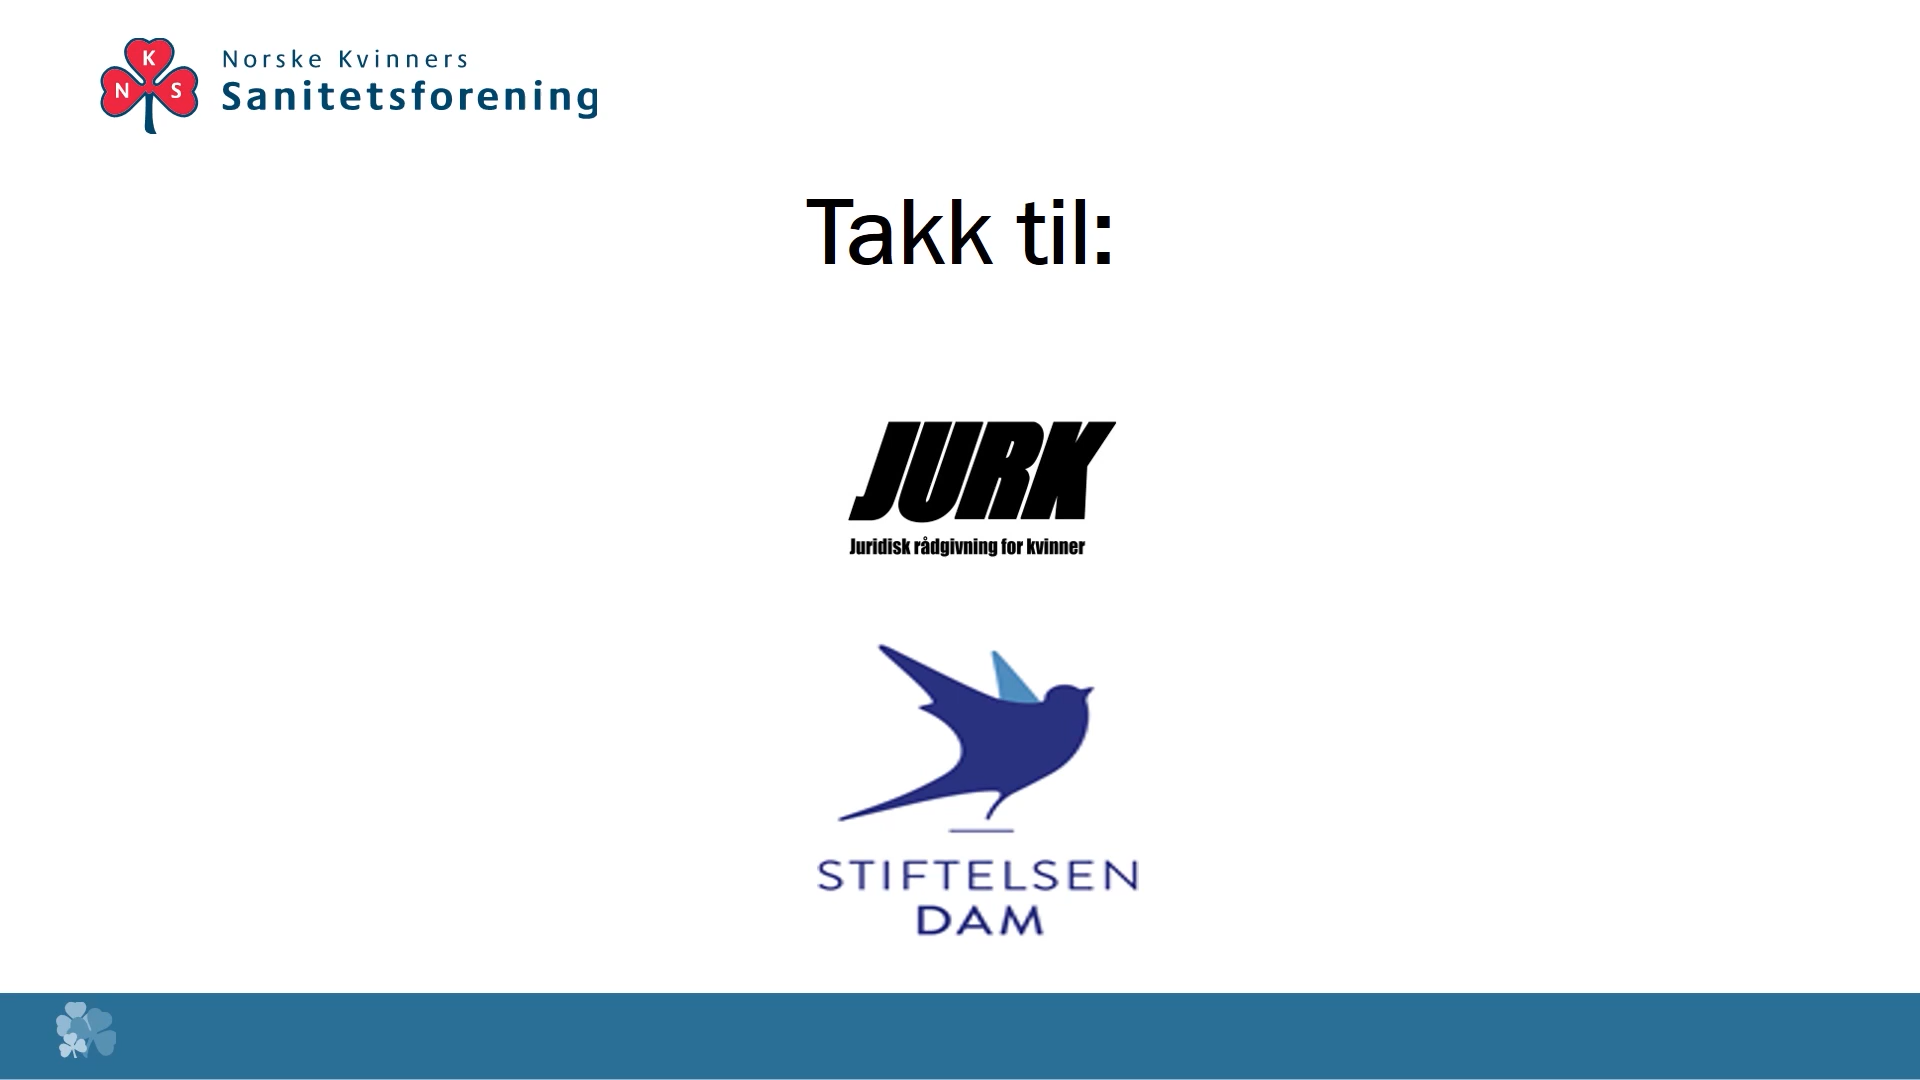 K
N S
Norske Kvinners
Sanitetsforening
Takk til:
JURK
Juridisk rådgivning for kvinner
STIFTELSEN
DAM